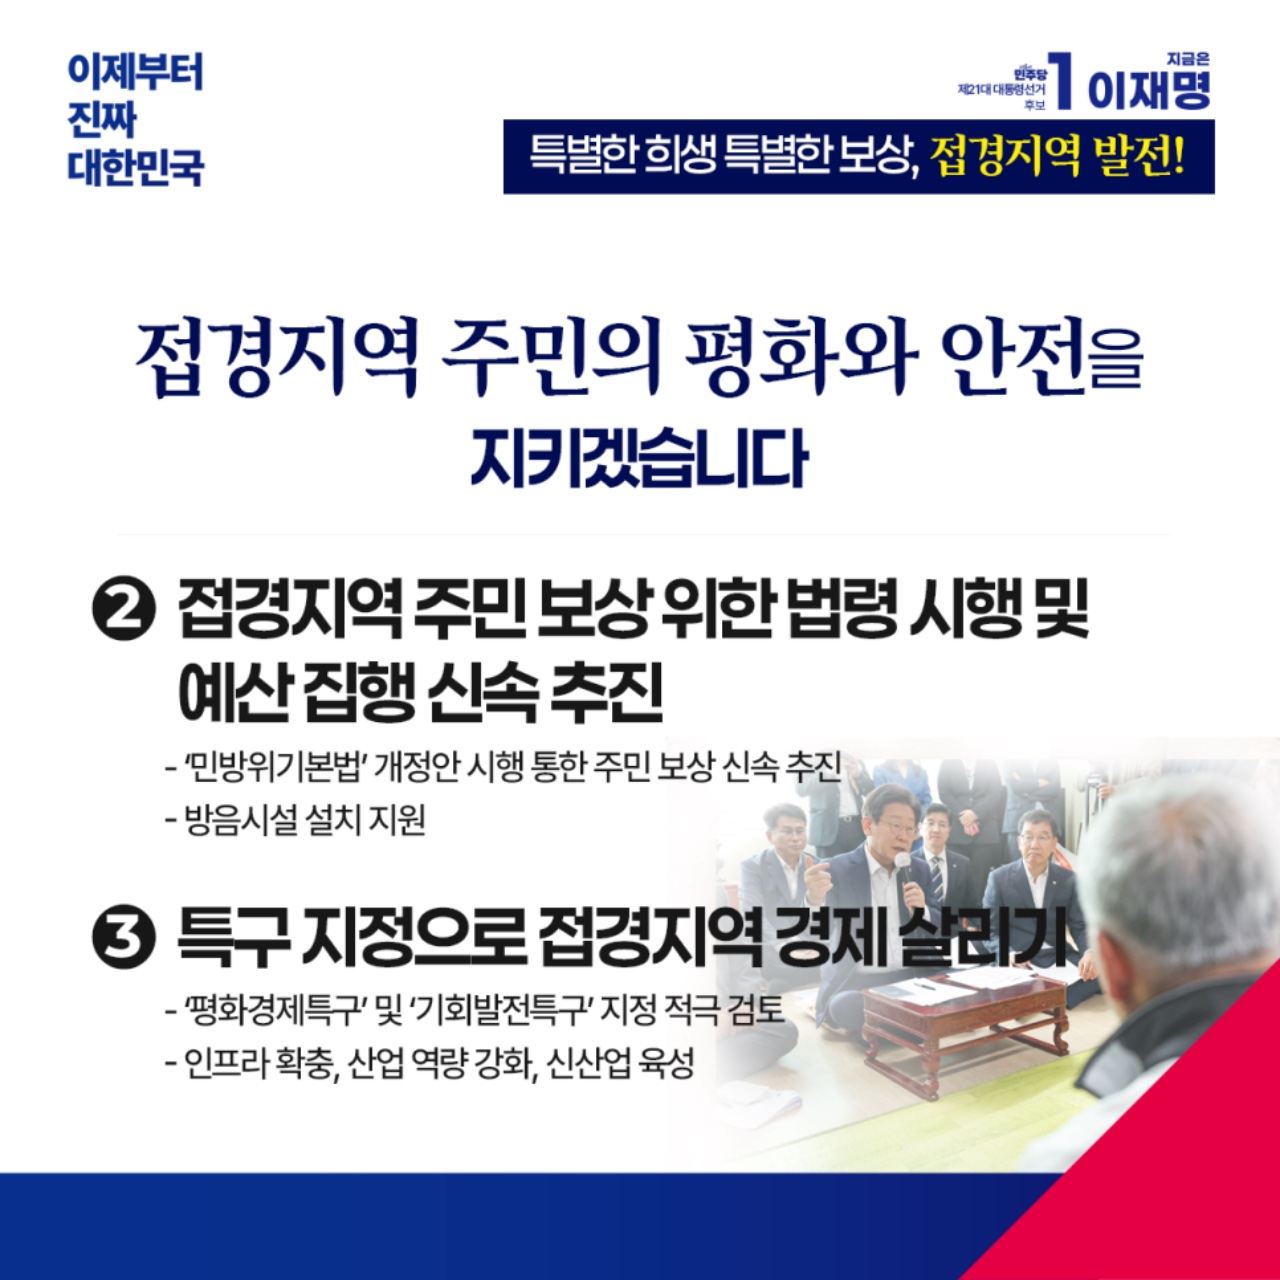 이제부터
진짜
대한민국
지금은
민주당
제21대 대통령선거
후보
1 이재명
특별한 희생 특별한 보상, 접경지역 발전!
접경지역 주민의 평화와 안전을
지키겠습니다
2 접경지역 주민 보상 위한 법령 시행 및
예산 집행 신속 추진
- ‘민방위기본법’ 개정안 시행 통한 주민 보상 신속 추진
- 방음시설 설치 지원
3 특구 지정으로 접경지역 경제 살리기
- ‘평화경제특구’ 및 ‘기회발전특구’ 지정 적극 검토
- 인프라 확충, 산업 역량 강화, 신산업 육성